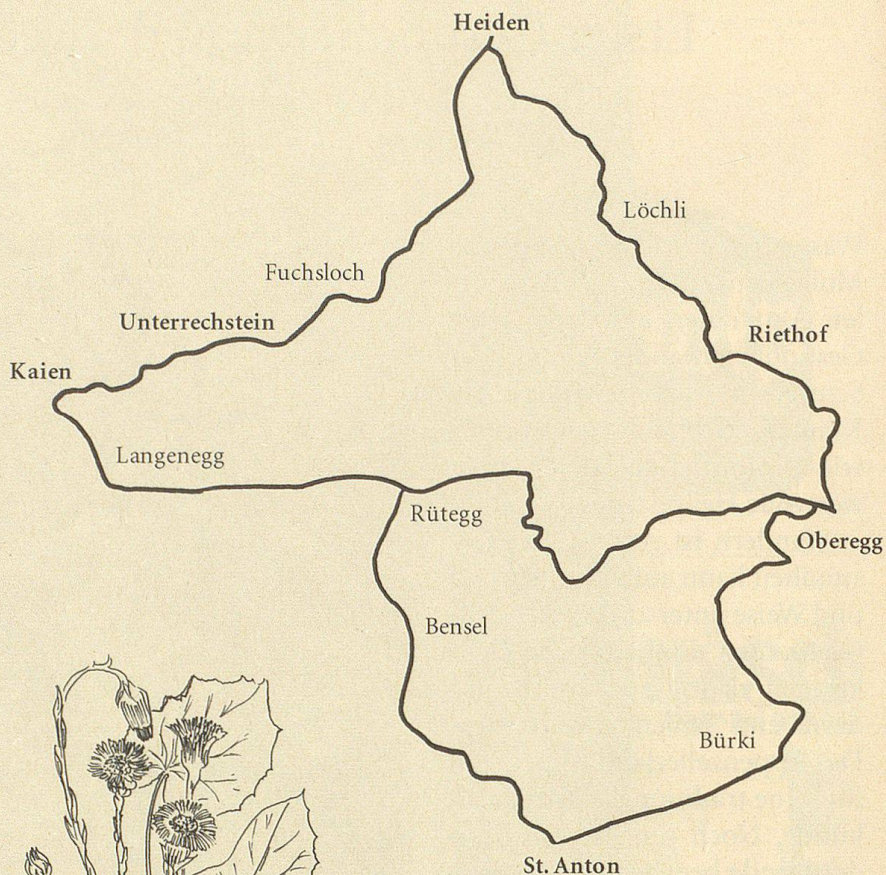 Heiden
Löchli
Fuchsloch
Unterrechstein
Riethof
Kaien
Langenegg
Rütegg
Oberegg
Bensel
Bürki
St. Anton